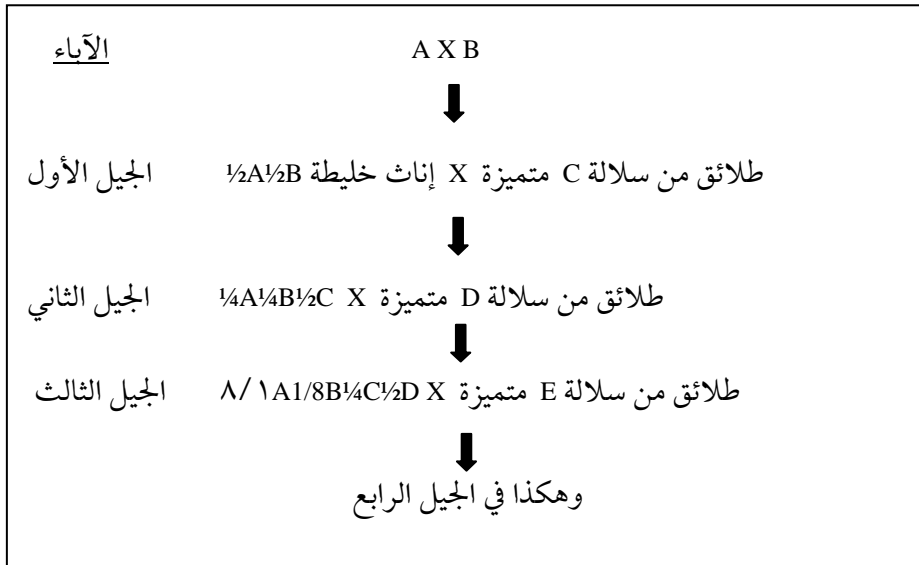 الآباء A X B
طلائق من سلالة C متميزة X إناث خليطة ½A½B الجيل الأول
طلائق من سلالة D متميزة X ¼A¼B½C الجيل الثاني
طلائق من سلالة E متميزة X ٨/١A1/8B¼C½D الجيل الثالث
وهكذا في الجيل الرابع